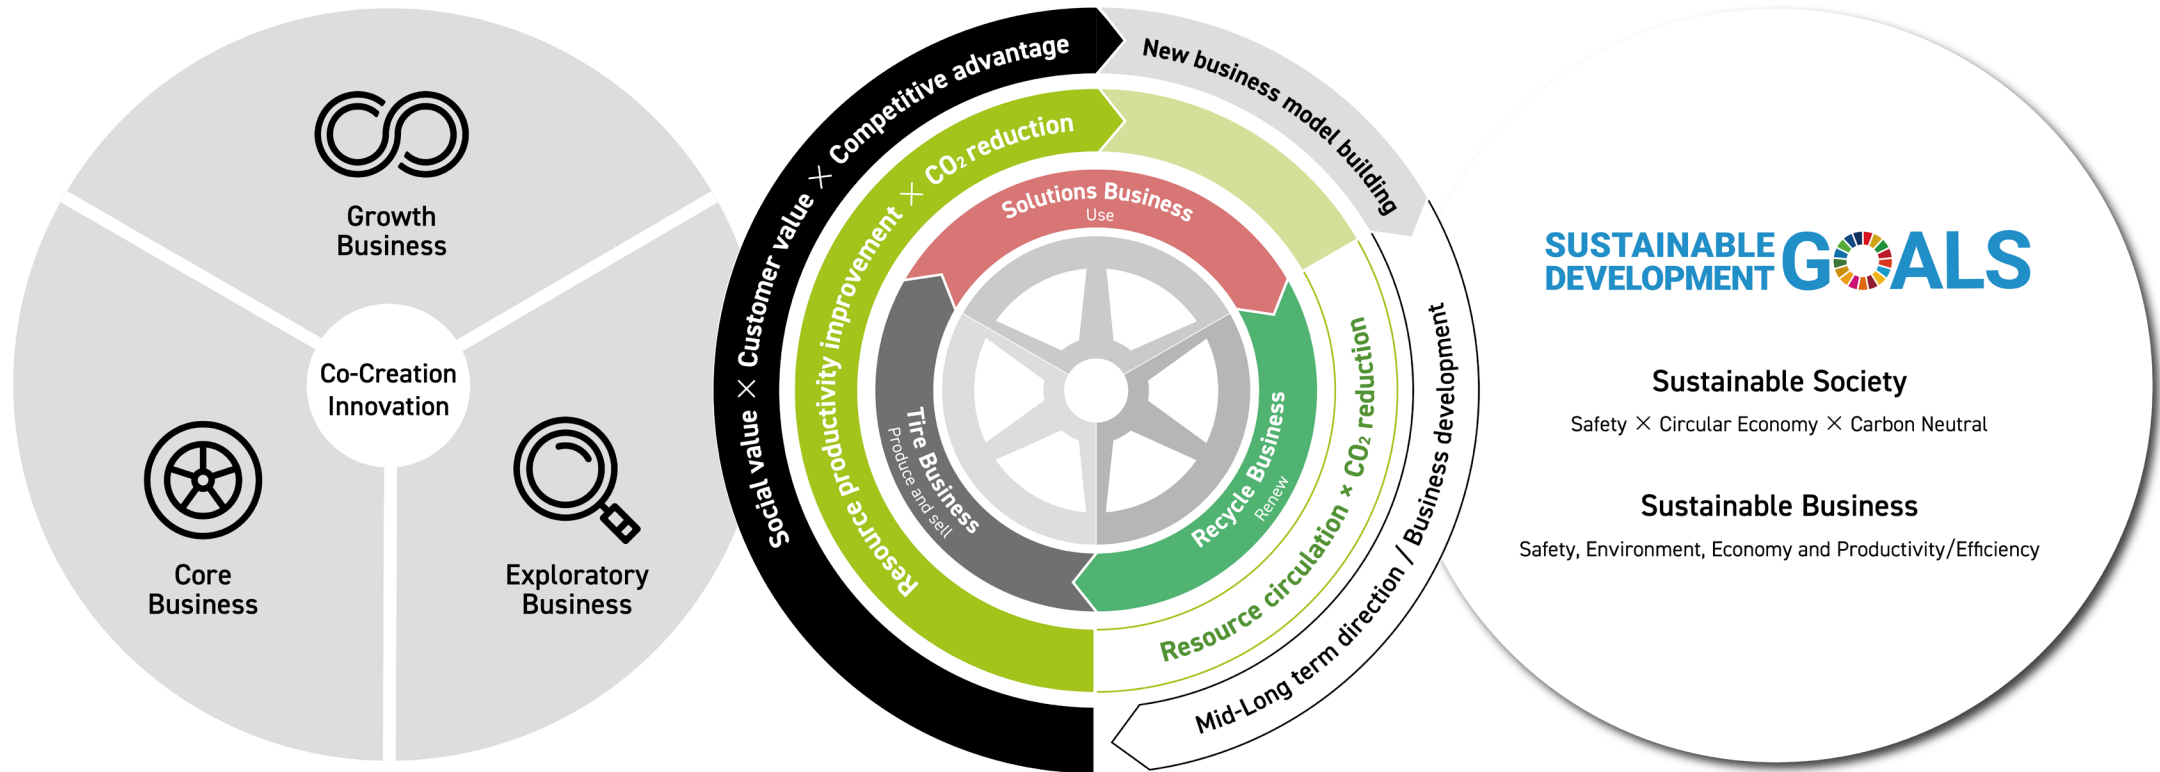 Growth
Business
Co-Creation
Innovation
Core
Business
Exploratory
Business
Social value × Customer value × Competitive advantage
New business model building
Mid-Long term direction / Business development
Resource productivity improvement × CO₂ reduction
Resource circulation × CO₂ reduction
Solutions Business
Use
Tire Business
Produce and sell
Recycle Business
Renew
SUSTAINABLE
DEVELOPMENT
GOALS
Sustainable Society
Safety × Circular Economy × Carbon Neutral
Sustainable Business
Safety, Environment, Economy and Productivity/Efficiency